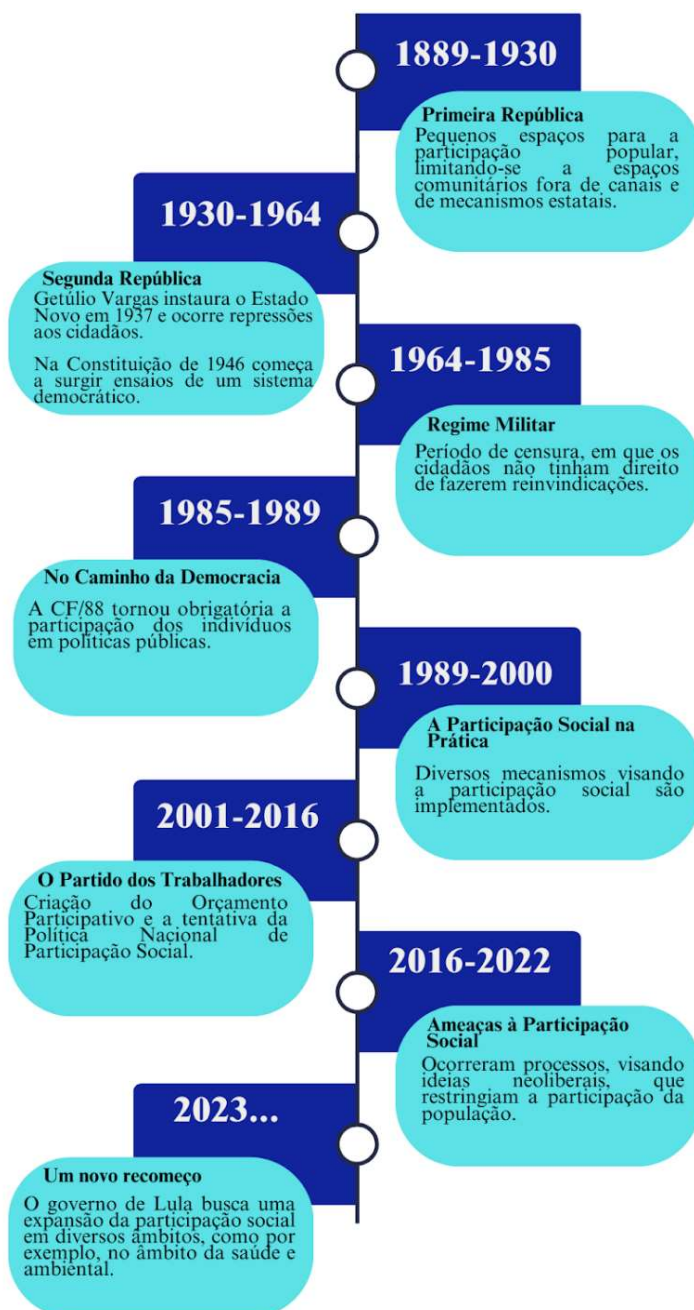 1889-1930
Primeira República
Pequenos espaços para a
participação popular,
limitando-se a espaços
comunitários fora de canais e
de mecanismos estatais.
1930-1964
Segunda República
Getúlio Vargas instaura o Estado
Novo em 1937 e ocorre repressões
aos cidadãos.
Na Constituição de 1946 começa
a surgir ensaios de um sistema
democrático.
1964-1985
Regime Militar
Período de censura, em que os
cidadãos não tinham direito
de fazerem reinvindicações.
1985-1989
No Caminho da Democracia
A CF/88 tornou obrigatória a
participação dos indivíduos
em políticas públicas.
1989-2000
A Participação Social na
Prática
Diversos mecanismos visando
a participação social são
implementados.
2001-2016
O Partido dos Trabalhadores
Criação do Orçamento
Participativo e a tentativa da
Política Nacional de
Participação Social.
2016-2022
Ameaças à Participação
Social
Ocorreram processos, visando
ideias neoliberais, que
restringiam a participação da
população.
2023...
Um novo recomeço
O governo de Lula busca uma
expansão da participação social
em diversos âmbitos, como por
exemplo, no âmbito da saúde e
ambiental.